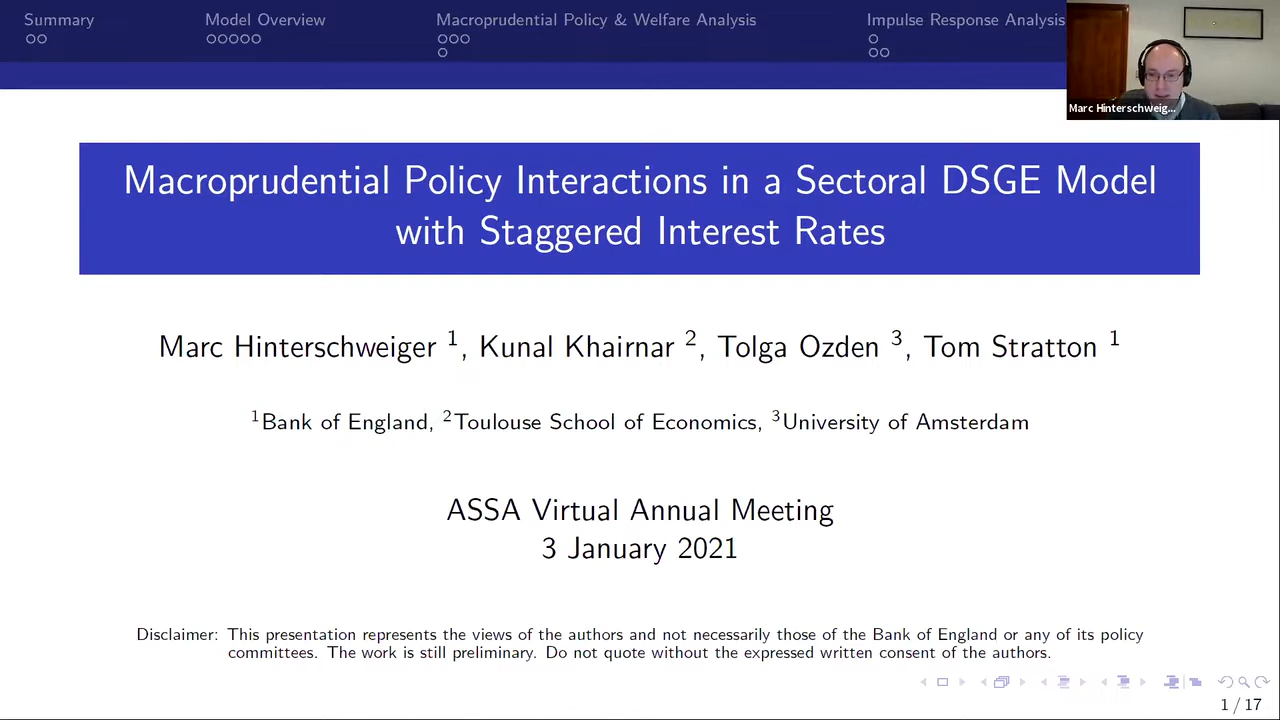 Summary
Model Overview
Macroprudential Policy & Welfare Analysis
Impulse Response Analysis
Marc Hinterschweig...
Macroprudential Policy Interactions in a Sectoral DSGE Model
with Staggered Interest Rates
Marc Hinterschweiger 1, Kunal Khairnar 2, Tolga Ozden 3, Tom Stratton 1
1Bank of England, 2Toulouse School of Economics, 3University of Amsterdam
ASSA Virtual Annual Meeting
3 January 2021
Disclaimer: This presentation represents the views of the authors and not necessarily those of the Bank of England or any of its policy
committees. The work is still preliminary. Do not quote without the expressed written consent of the authors.
1 / 17